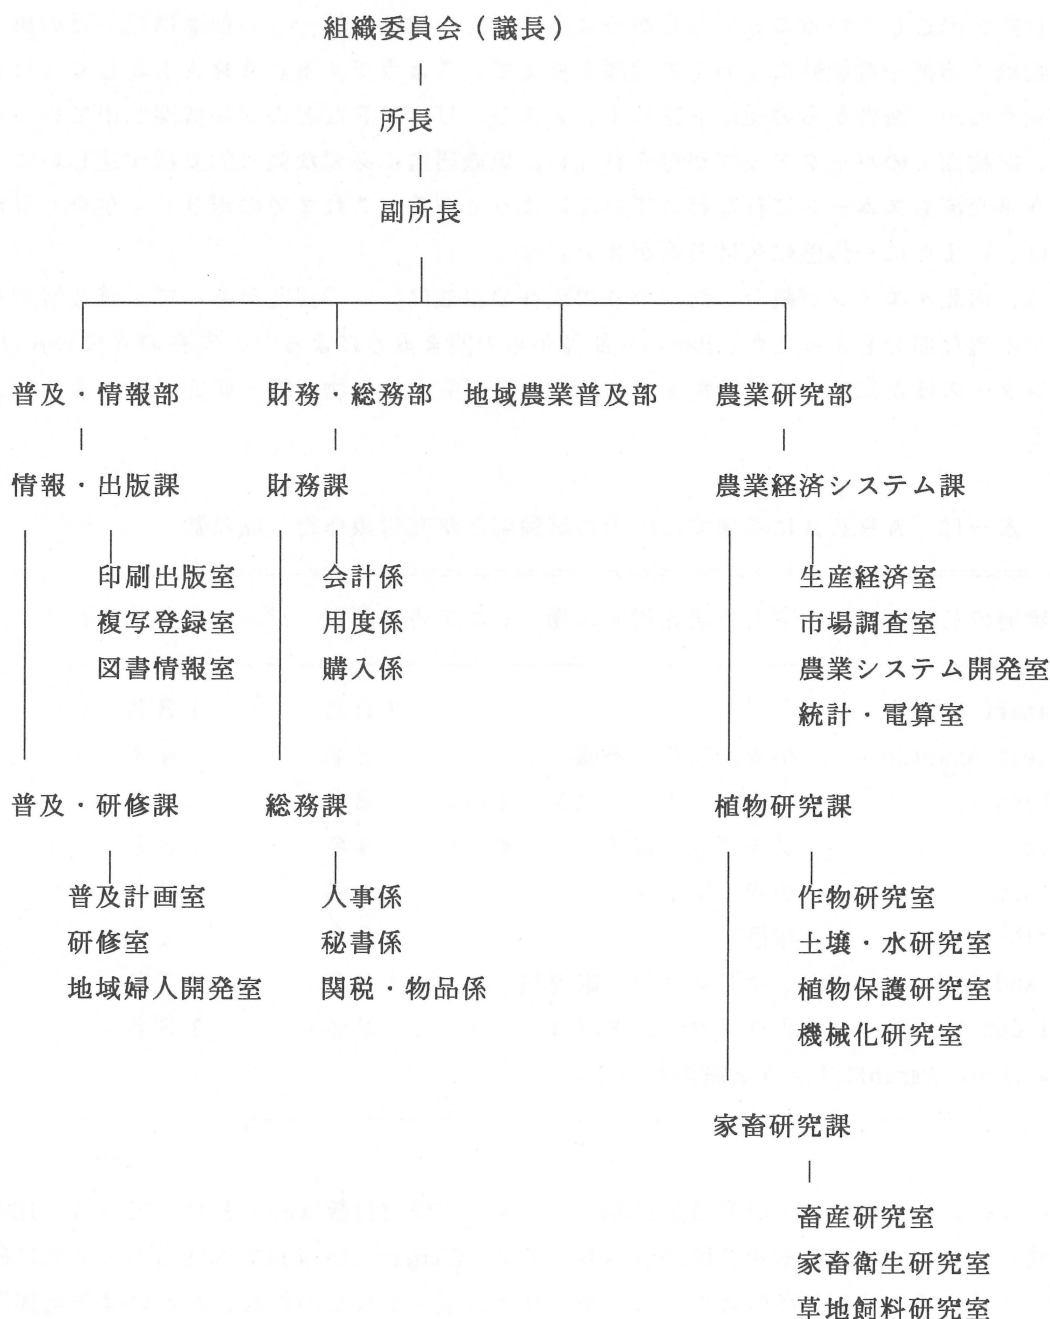 組織委員会（議長）
所長
副所長
普及・情報部 財務・総務部 地域農業普及部 農業研究部
情報・出版課 財務課 農業経済システム課
印刷出版室 会計係 生産経済室
複写登録室 用度係 市場調査室
図書情報室 購入係 農業システム開発室
統計・電算室
普及・研修課 総務課 植物研究課
普及計画室 人事係 作物研究室
研修室 秘書係 土壌・水研究室
地域婦人開発室 関税・物品係 植物保護研究室
機械化研究室
家畜研究課
畜産研究室
家畜衛生研究室
草地飼料研究室